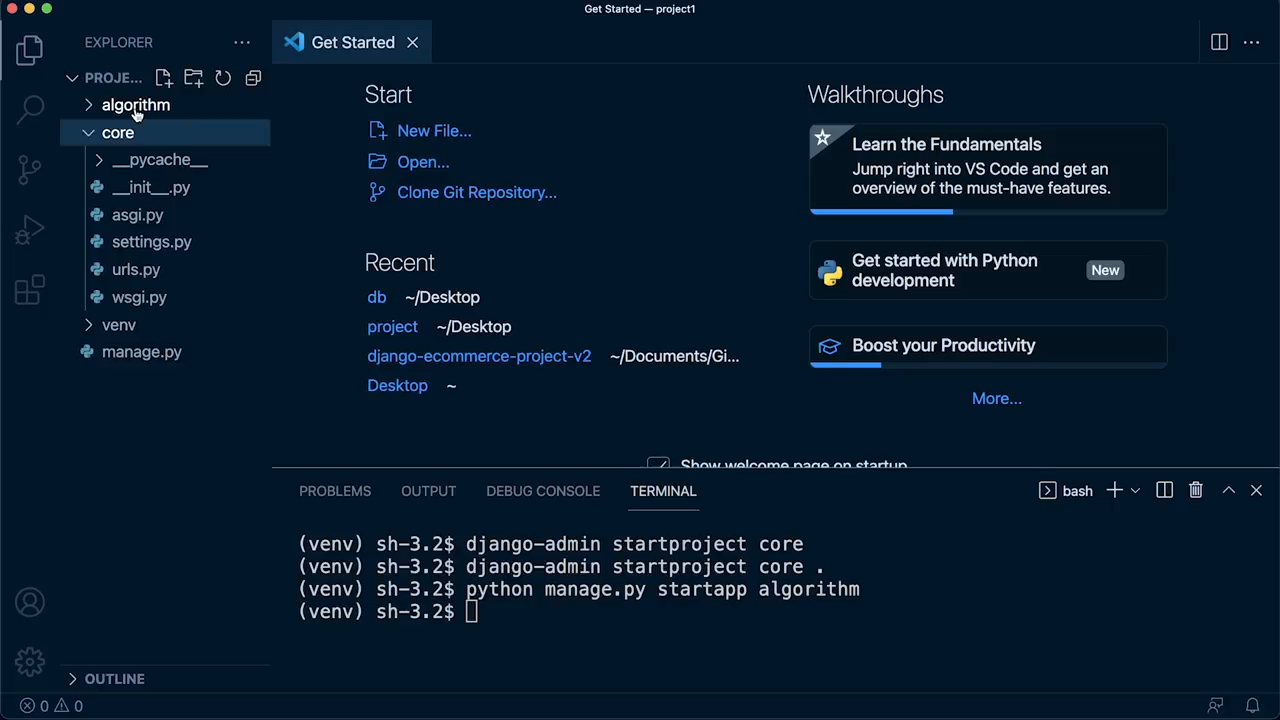 Get Started — project1
EXPLORER
PROJE...
algorithm
core
__pycache__
__init__.py
asgi.py
settings.py
urls.py
wsgi.py
venv
manage.py
OUTLINE
0 0
Get Started
Start
New File...
Open...
Clone Git Repository...
Recent
db ~/Desktop
project ~/Desktop
django-ecommerce-project-v2 ~/Documents/Gi...
Desktop ~
Walkthroughs
Learn the Fundamentals
Jump right into VS Code and get an
overview of the must-have features.
Get started with Python
development
New
Boost your Productivity
More...
Show welcome page on startup
PROBLEMS OUTPUT DEBUG CONSOLE TERMINAL
bash
(venv) sh-3.2$ django-admin startproject core
(venv) sh-3.2$ django-admin startproject core .
(venv) sh-3.2$ python manage.py startapp algorithm
(venv) sh-3.2$